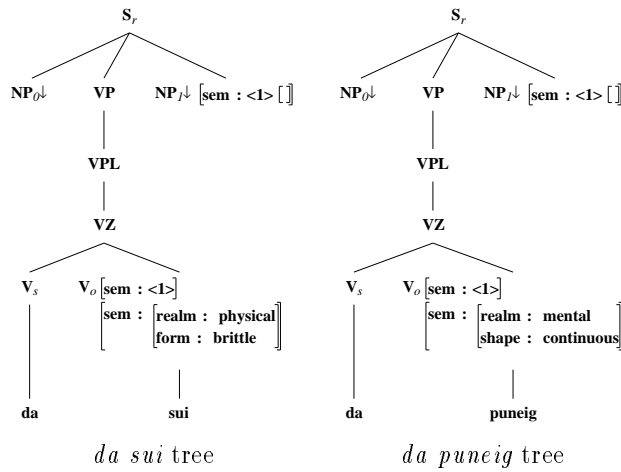 S_r S_r
NP_0↓ VP NP_1↓ [sem : <1> [ ]] NP_0↓ VP NP_1↓ [sem : <1> [ ]]
VPL VPL
VZ VZ
V_s V_o [sem : <1>] V_s V_o [sem : <1>]
[sem : [realm : physical [sem : [realm : mental
form : brittle]] shape : continuous]]
da sui da puneig
da sui tree da puneig tree